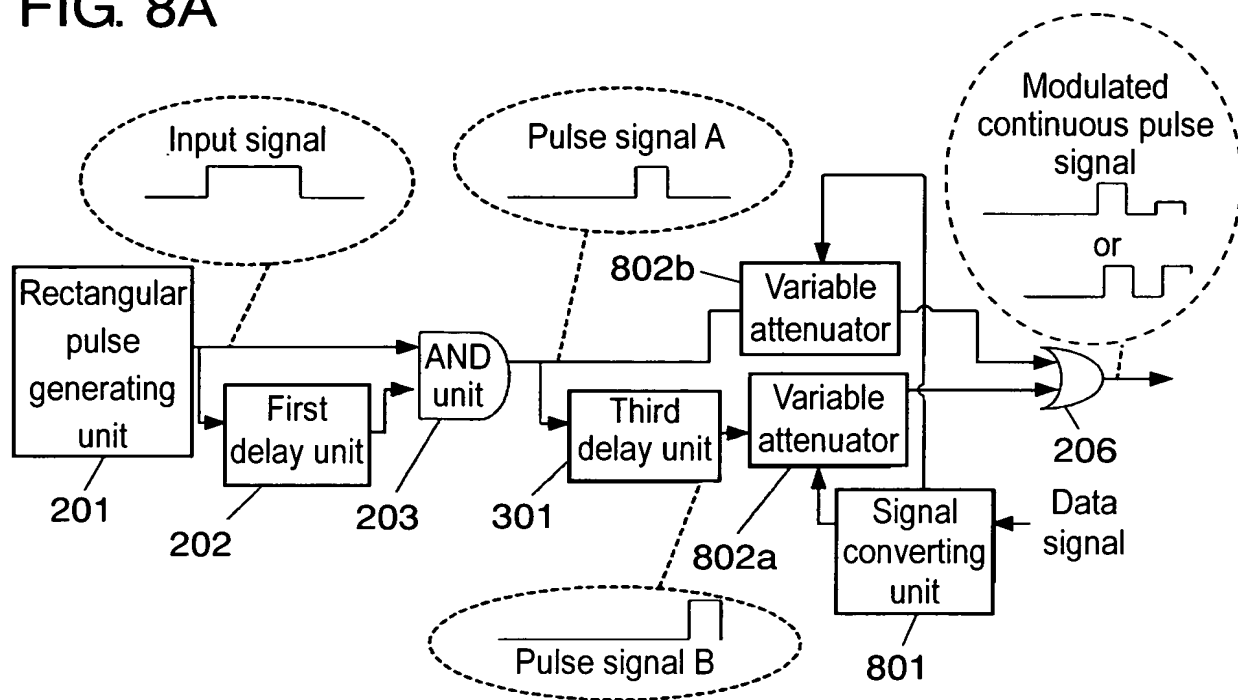 FIG. 8A
Input signal
Pulse signal A
Modulated
continuous pulse
signal
or
Rectangular
pulse
generating
unit
201
First
delay unit
202
AND
unit
203
Third
delay unit
301
802b
Variable
attenuator
Variable
attenuator
802a
206
Signal
converting
unit
801
Data
signal
Pulse signal B